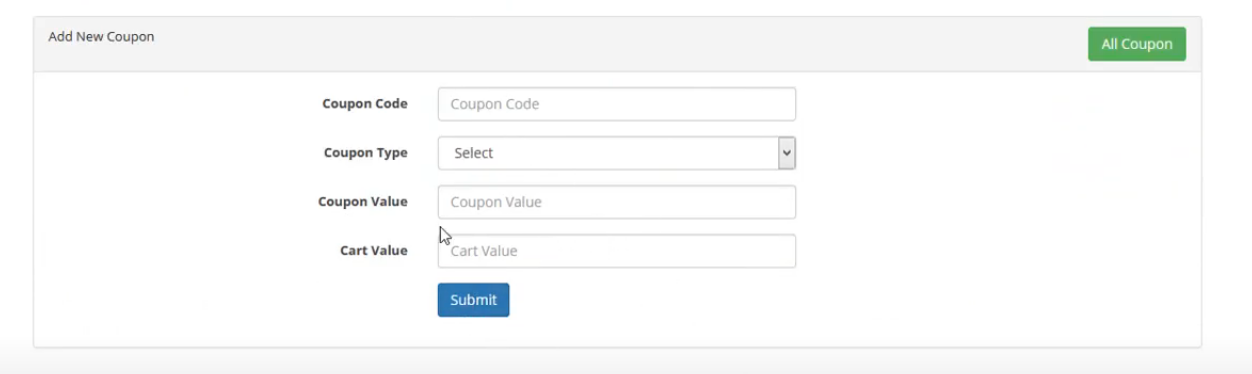 Add New Coupon
All Coupon
Coupon Code Coupon Code
Coupon Type Select
Coupon Value Coupon Value
Cart Value Cart Value
Submit